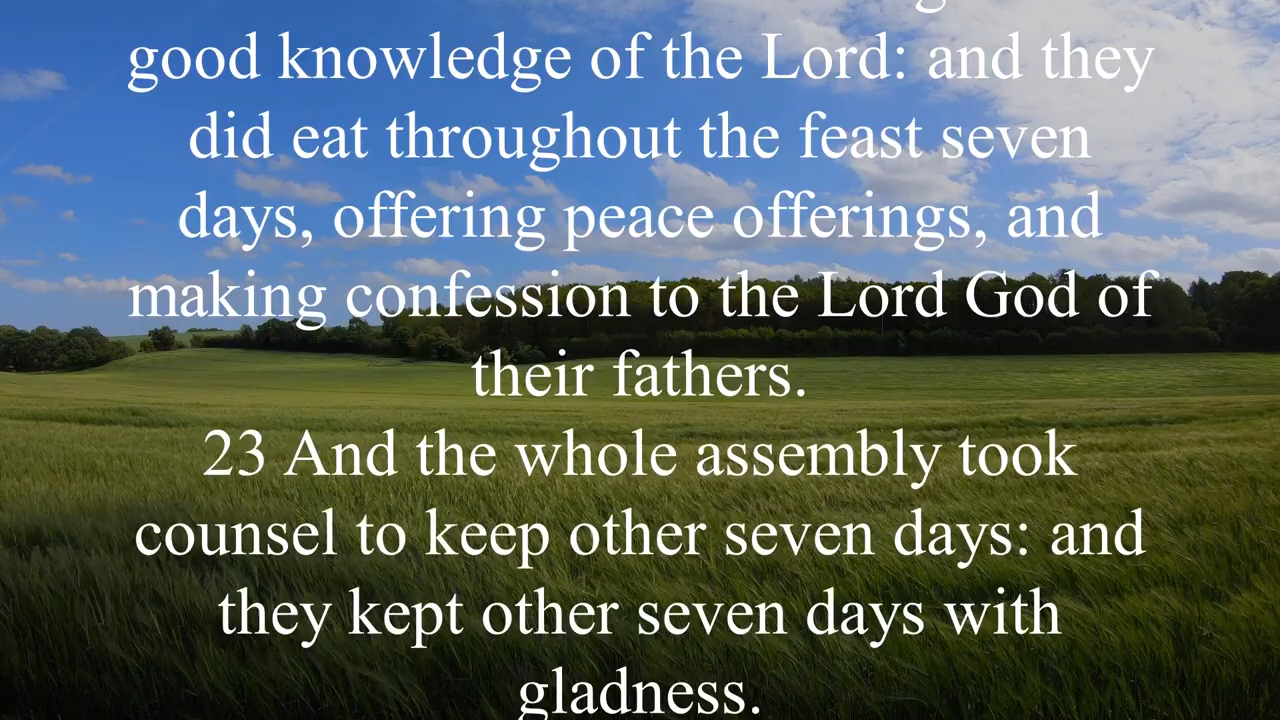 good knowledge of the Lord: and they
did eat throughout the feast seven
days, offering peace offerings, and
making confession to the Lord God of
their fathers.
23 And the whole assembly took
counsel to keep other seven days: and
they kept other seven days with
gladness.